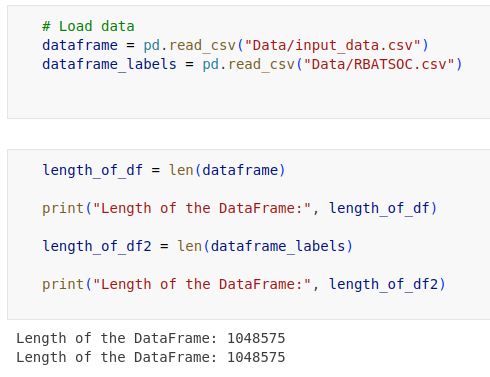 # Load data
dataframe = pd.read_csv("Data/input_data.csv")
dataframe_labels = pd.read_csv("Data/RBATSOC.csv")
length_of_df = len(dataframe)
print("Length of the DataFrame:", length_of_df)
length_of_df2 = len(dataframe_labels)
print("Length of the DataFrame:", length_of_df2)
Length of the DataFrame: 1048575
Length of the DataFrame: 1048575